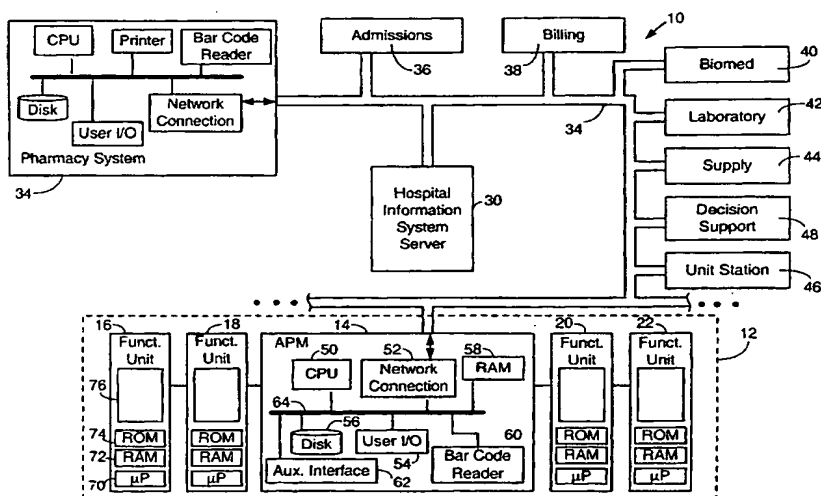 CPU
Printer
Bar Code
Reader
Disk
User I/O
Network
Connection
Pharmacy System
34
Admissions
36
Billing
38
10
Biomed
40
34
Laboratory
42
Supply
44
Decision
Support
48
Unit Station
46
Hospital
Information
System
Server
30
12
16
Funct.
Unit
76
74
ROM
72
RAM
70
µP
18
Funct.
Unit
ROM
RAM
µP
14
APM
50
CPU
52
Network
Connection
58
RAM
64
56
Disk
User I/O
54
60
Bar Code
Reader
Aux. Interface
62
20
Funct.
Unit
ROM
RAM
µP
22
Funct.
Unit
ROM
RAM
µP